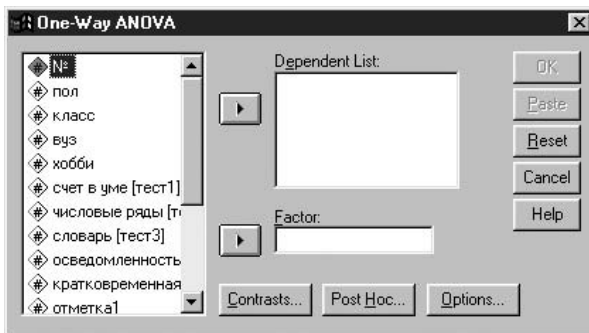 One-Way ANOVA
№
пол
класс
вуз
хобби
счет в уме [тест1]
числовые ряды [т
словарь [тест3]
осведомленность
кратковременная
отметка1
Dependent List:
Factor:
OK
Paste
Reset
Cancel
Help
Contrasts...
Post Hoc...
Options...